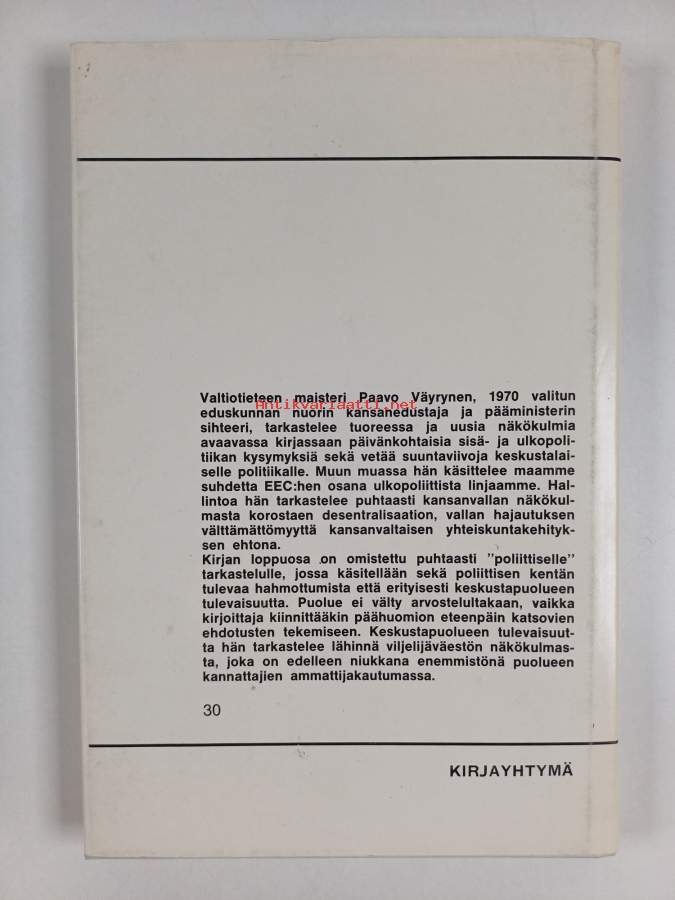 Valtiotieteen maisteri Paavo Väyrynen, 1970 valitun
eduskunnan nuorin kansanedustaja ja pääministerin
sihteeri, tarkastelee tuoreessa ja uusia näkökulmia
avaavassa kirjassaan päivänkohtaisia sisä- ja ulkopoli-
tiikan kysymyksiä sekä vetää suuntaviivoja keskustalai-
selle politiikalle. Muun muassa hän käsittelee maamme
suhdetta EEC:hen osana ulkopoliittista linjaamme. Hal-
lintoa hän tarkastelee puhtaasti kansanvallan näkökul-
masta korostaen desentralisaation, vallan hajautuksen
välttämättömyyttä kansanvaltaisen yhteiskuntakehityk-
sen ehtona.
Kirjan loppuosa on omistettu puhtaasti "poliittiselle"
tarkastelulle, jossa käsitellään sekä poliittisen kentän
tulevaa hahmottumista että erityisesti keskustapuolueen
tulevaisuutta. Puolue ei välty arvostelultakaan, vaikka
kirjoittaja kiinnittääkin päähuomion eteenpäin katsovien
ehdotusten tekemiseen. Keskustapuolueen tulevaisuut-
ta hän tarkastelee lähinnä viljelijäväestön näkökulmas-
ta, joka on edelleen niukkana enemmistönä puolueen
kannattajien ammattijakautumassa.
30
KIRJAYHTYMÄ
Antikvariaatti.net